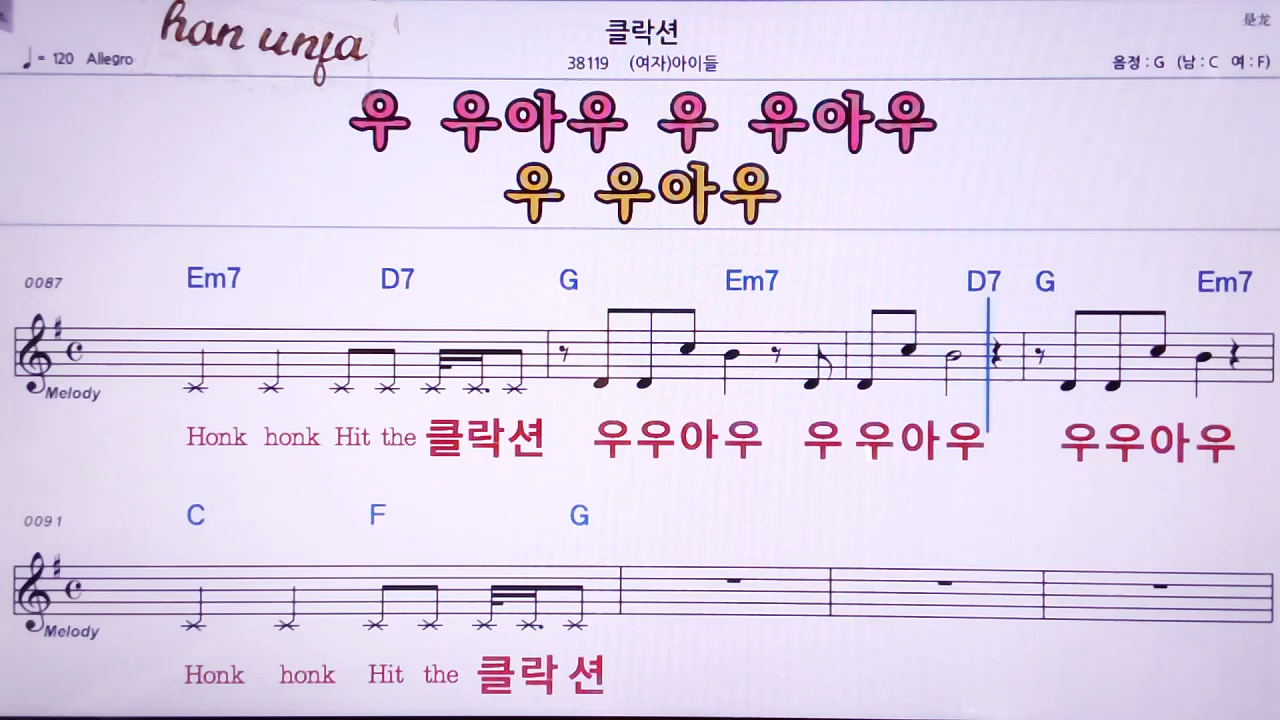 han unja
클락션
是龙
♩ = 120 Allegro
38119 (여자)아이들
음정 : G (남 : C 여 : F)
우 우아우 우 우아우
우 우아우
0087
Em7 D7 G Em7 D7 G Em7
Melody
Honk honk Hit the 클락션 우우아우 우 우아우 우우아우
0091
C F G
Melody
Honk honk Hit the 클락 션